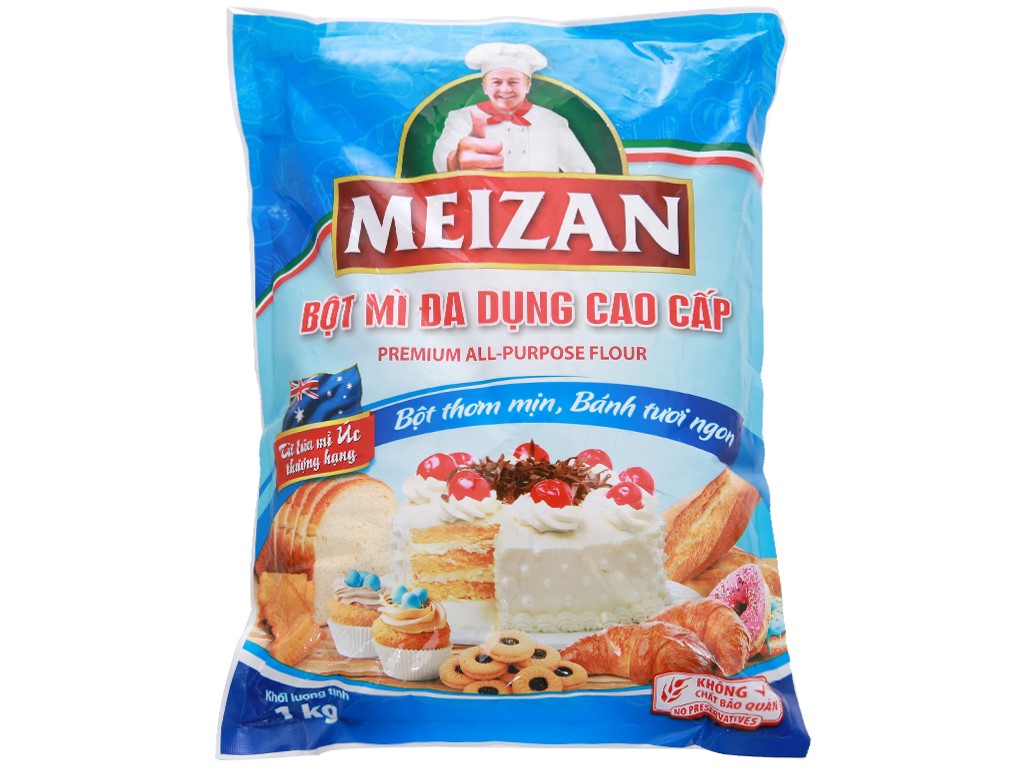 MEIZAN
BỘT MÌ ĐA DỤNG CAO CẤP
PREMIUM ALL-PURPOSE FLOUR
Bột thơm mịn, Bánh tươi ngon
Từ lúa mì Úc
thượng hạng
Khối lượng tịnh
1 kg
KHÔNG
CHẤT BẢO QUẢN
NO PRESERVATIVES